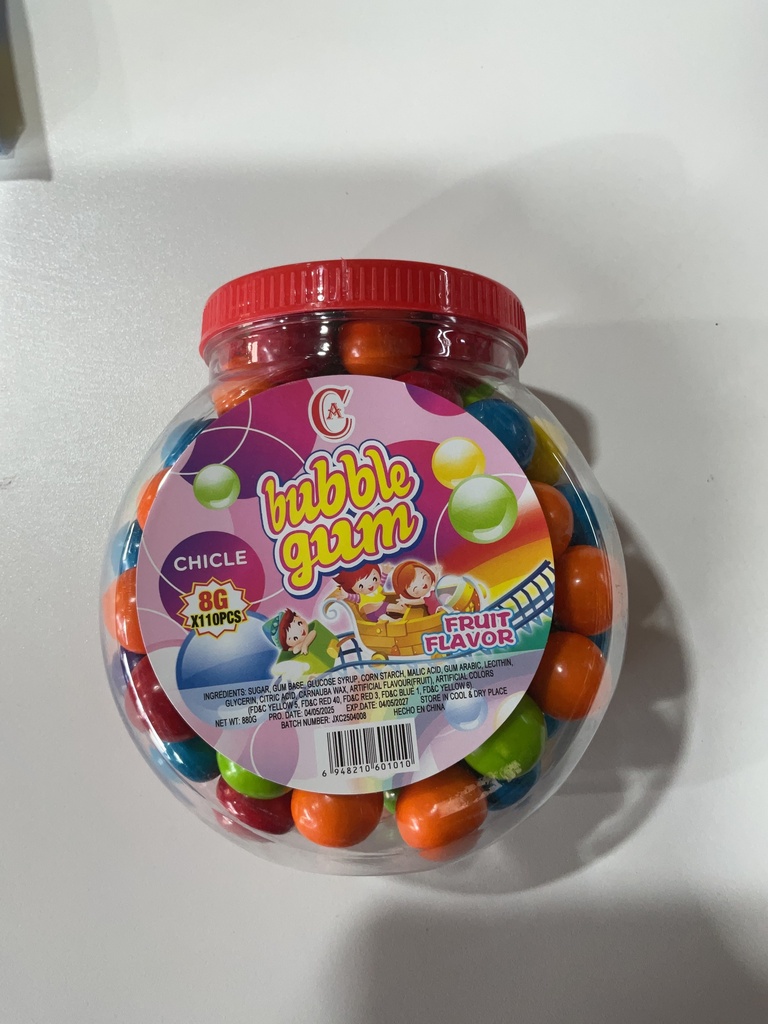 CA
bubble
gum
CHICLE
8G
X110PCS
FRUIT
FLAVOR
INGREDIENTS: SUGAR, GUM BASE, GLUCOSE SYRUP, CORN STARCH, MALIC ACID, GUM ARABIC, LECITHIN,
GLYCERIN, CITRIC ACID, CARNAUBA WAX, ARTIFICIAL FLAVOUR(FRUIT), ARTIFICIAL COLORS
(FD&C YELLOW 5, FD&C RED 40, FD&C RED 3, FD&C BLUE 1, FD&C YELLOW 6)
NET WT: 880G PRO. DATE: 04/05/2025 EXP.DATE: 04/05/2027 STORE IN COOL & DRY PLACE
BATCH NUMBER: JXC2504008 HECHO EN CHINA
6 948210 601010